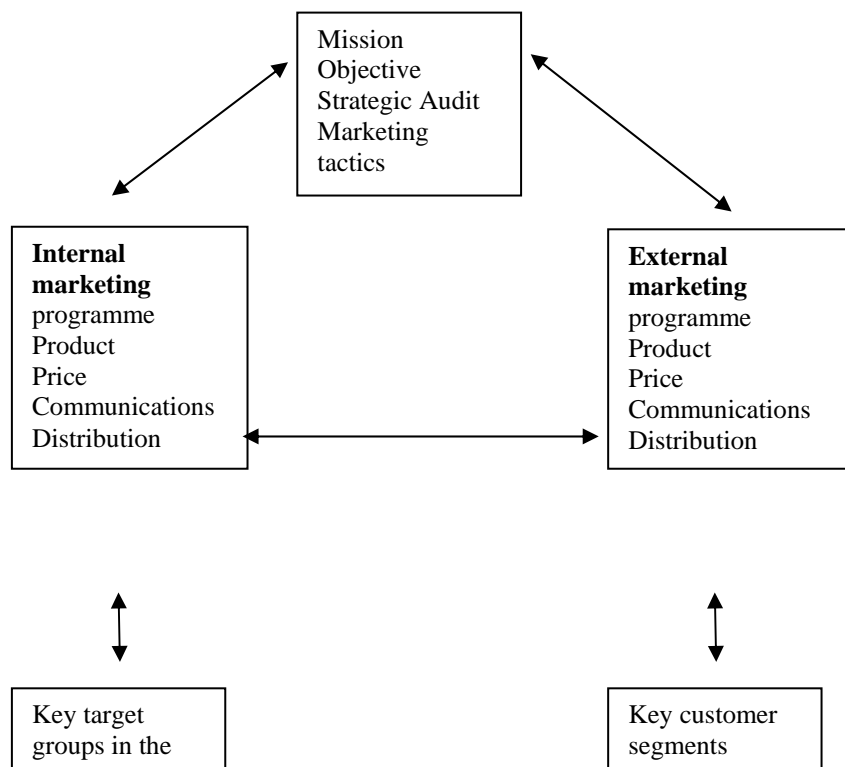 Mission
Objective
Strategic Audit
Marketing
tactics
Internal
marketing
programme
Product
Price
Communications
Distribution
External
marketing
programme
Product
Price
Communications
Distribution
Key target
groups in the
Key customer
segments